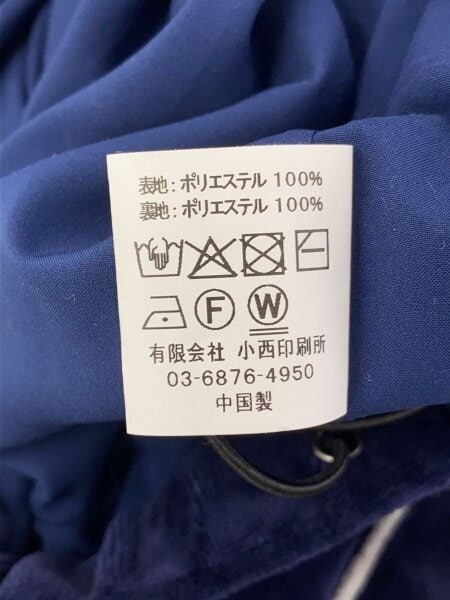 表地:ポリエステル 100%
裏地:ポリエステル 100%
F W
有限会社 小西印刷所
03-6876-4950
中国製